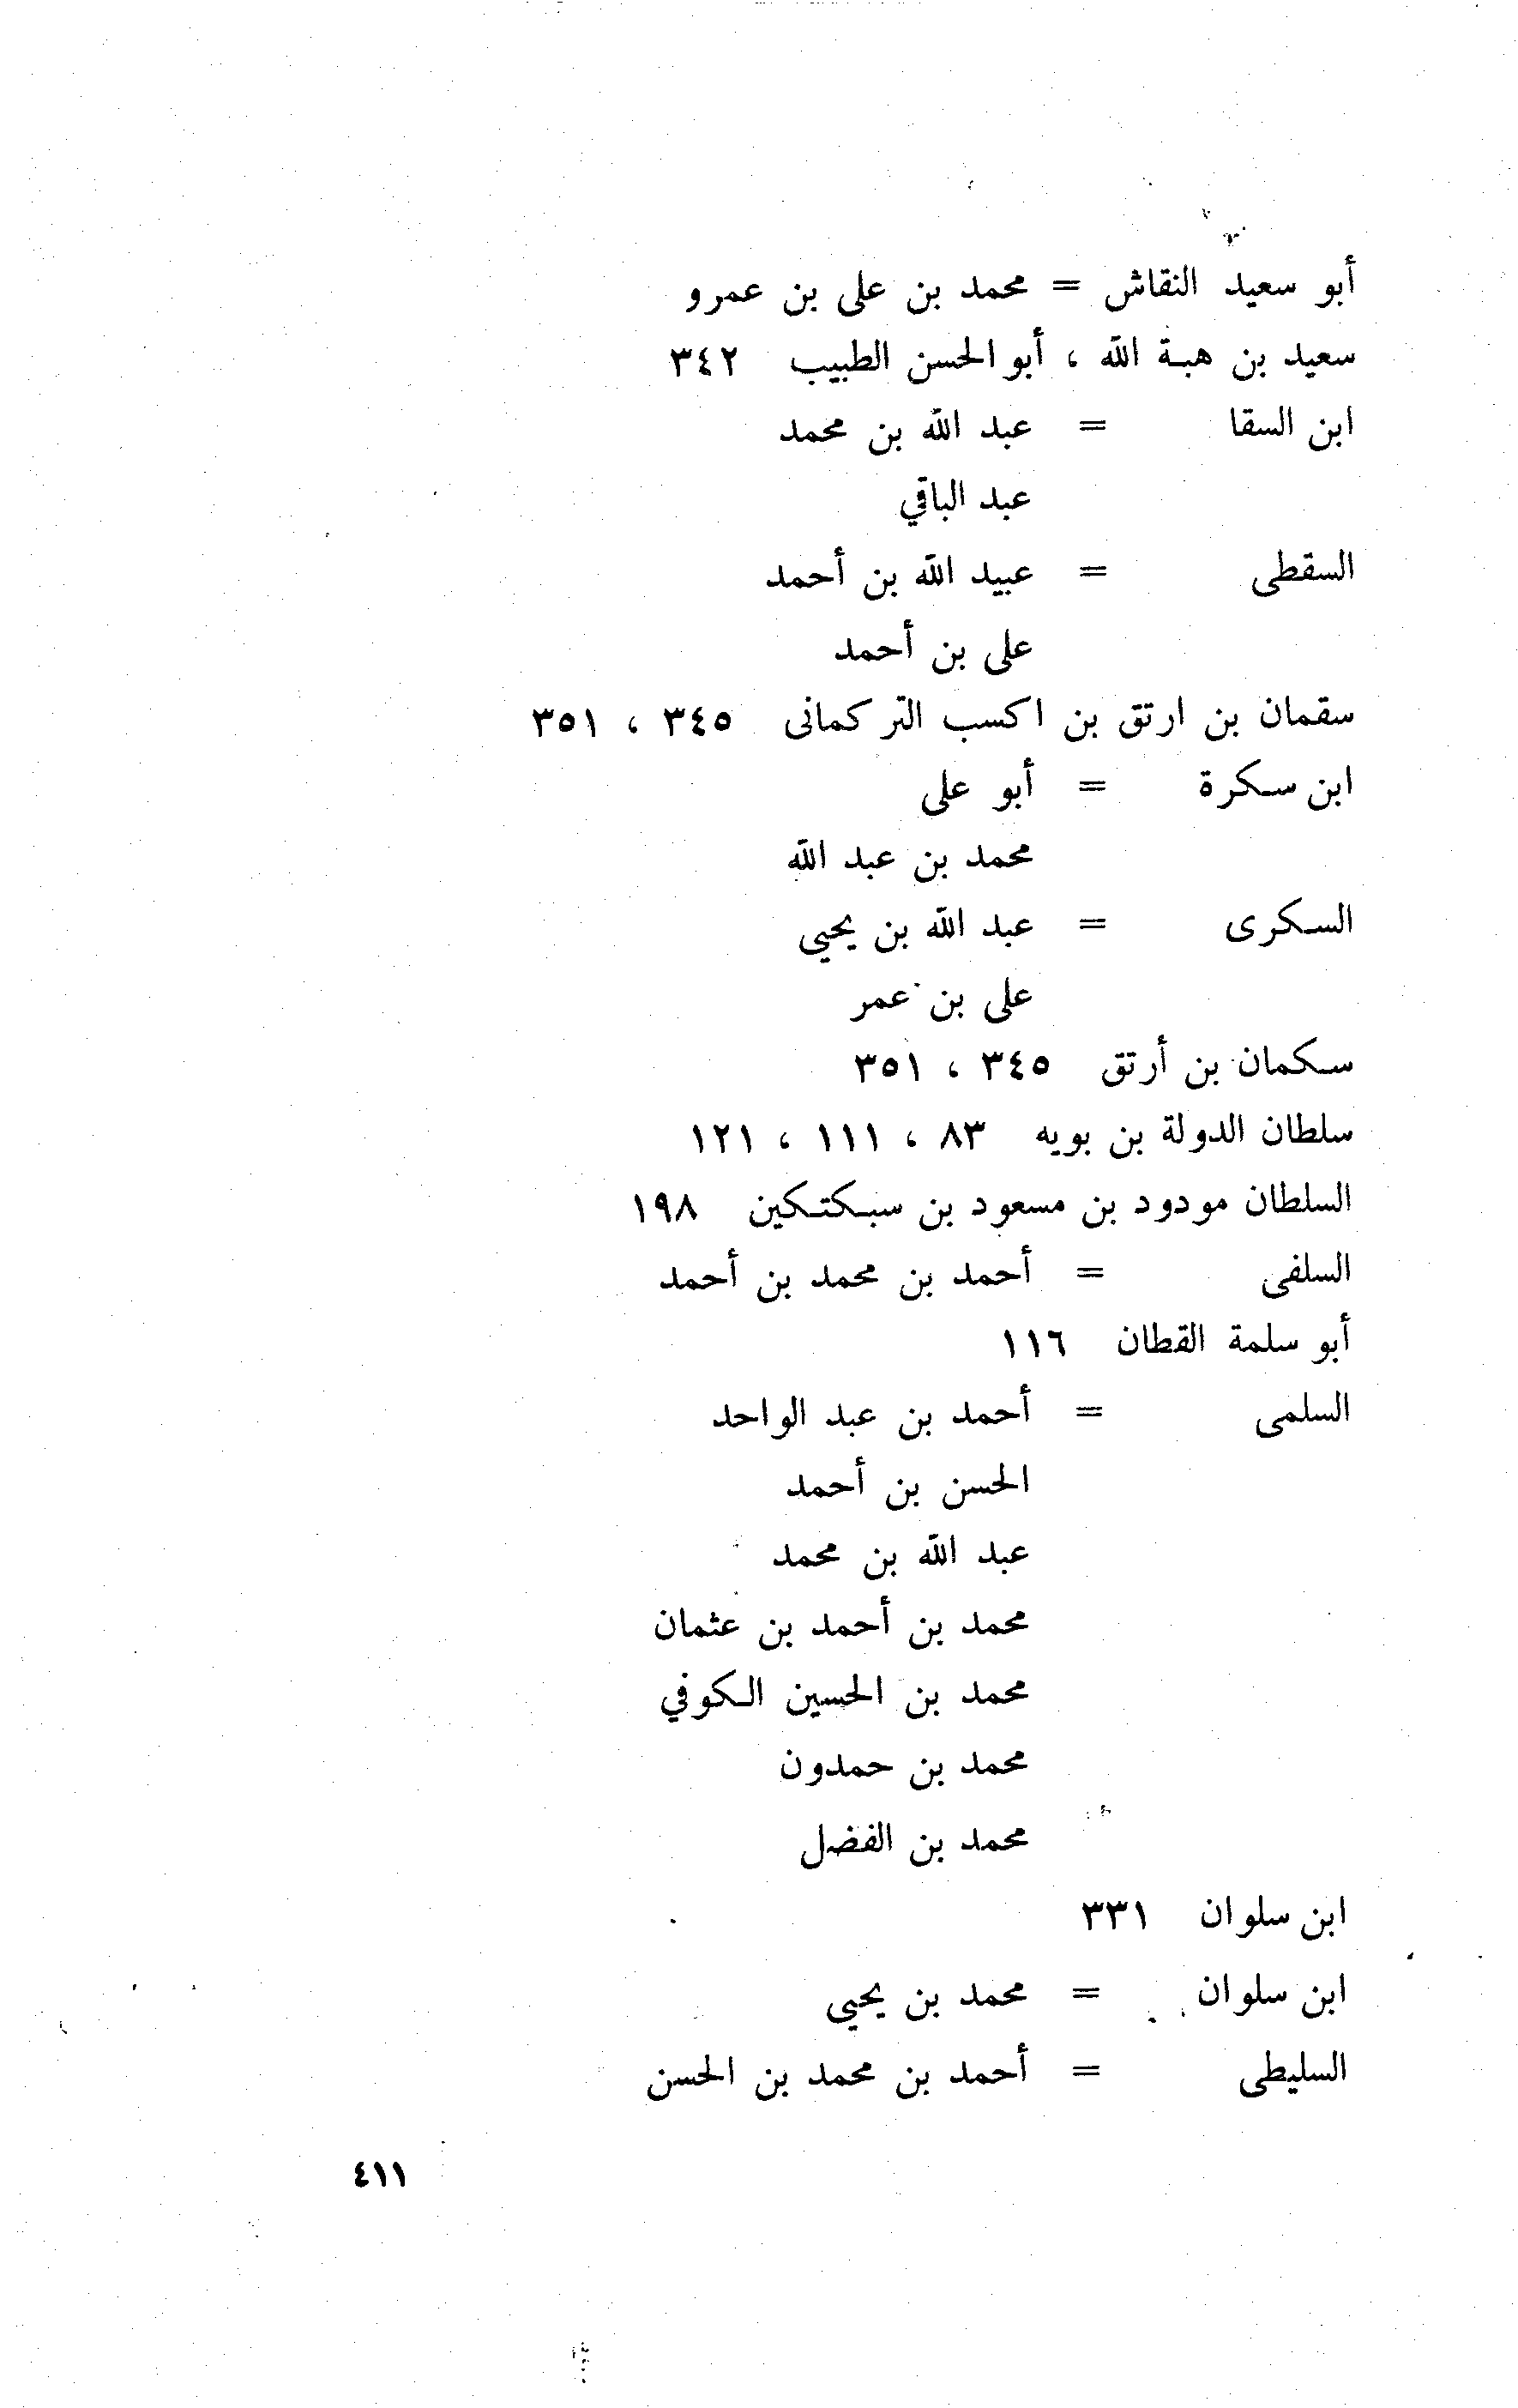 أبو سعيد النقاش = محمد بن على بن عمرو
سعيد بن هبة الله ، أبو الحسن الطبيب ٣٤٢
ابن السقا = عبد الله بن محمد
عبد الباقي
السقطى = عبيد الله بن أحمد
على بن أحمد
سقمان بن ارتق بن اكسب التركمانى ٣٤٥ ، ٣٥١
ابن سكرة = أبو على
محمد بن عبد الله
السكرى = عبد الله بن يحيى
على بن عمر
سكمان بن أرتق ٣٤٥ ، ٣٥١
سلطان الدولة بن بويه ٨٣ ، ١١١ ، ١٢١
السلطان مودود بن مسعود بن سبكتكين ١٩٨
السلفى = أحمد بن محمد بن أحمد
أبو سلمة القطان ١١٦
السلمى = أحمد بن عبد الواحد
الحسن بن أحمد
عبد الله بن محمد
محمد بن أحمد بن عثمان
محمد بن الحسين الكوفي
محمد بن حمدون
محمد بن الفضل
ابن سلوان ٣٣١
ابن سلوان = محمد بن يحيى
السليطى = أحمد بن محمد بن الحسن
٤١١